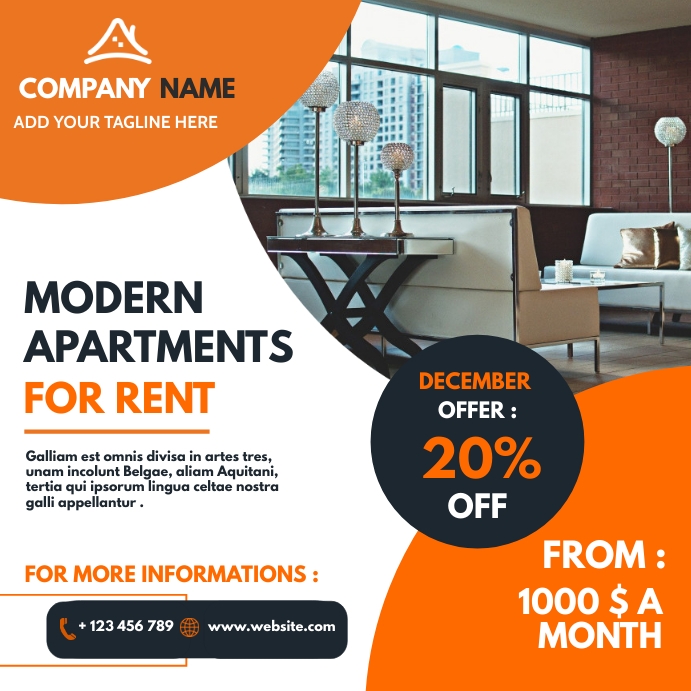 COMPANY NAME
ADD YOUR TAGLINE HERE
MODERN
APARTMENTS
FOR RENT
Galliam est omnis divisa in artes tres,
unam incolunt Belgae, aliam Aquitani,
tertia qui ipsorum lingua celtae nostra
galli appellantur .
DECEMBER
OFFER :
20%
OFF
FROM :
1000 $ A
MONTH
FOR MORE INFORMATIONS :
+ 123 456 789 www.website.com